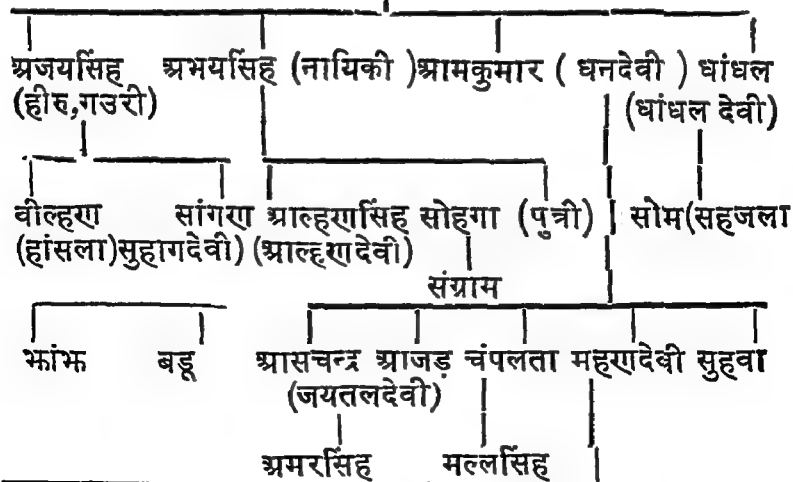 अजयसिंह अभयसिंह (नायिकी )आमकुमार ( धनदेवी ) धांधल
(हीरु,गउरी) (धांधल देवी)
वील्हण सांगण आल्हणसिंह सोहगा (पुत्री) सोम(सहजला
(हांसला)सुहागदेवी) (आल्हणदेवी)
संग्राम
झांझ बडू आसचन्द्र आजड़ चंपलता महणदेवी सुहवा
(जयतलदेवी)
अमरसिंह मल्लसिंह